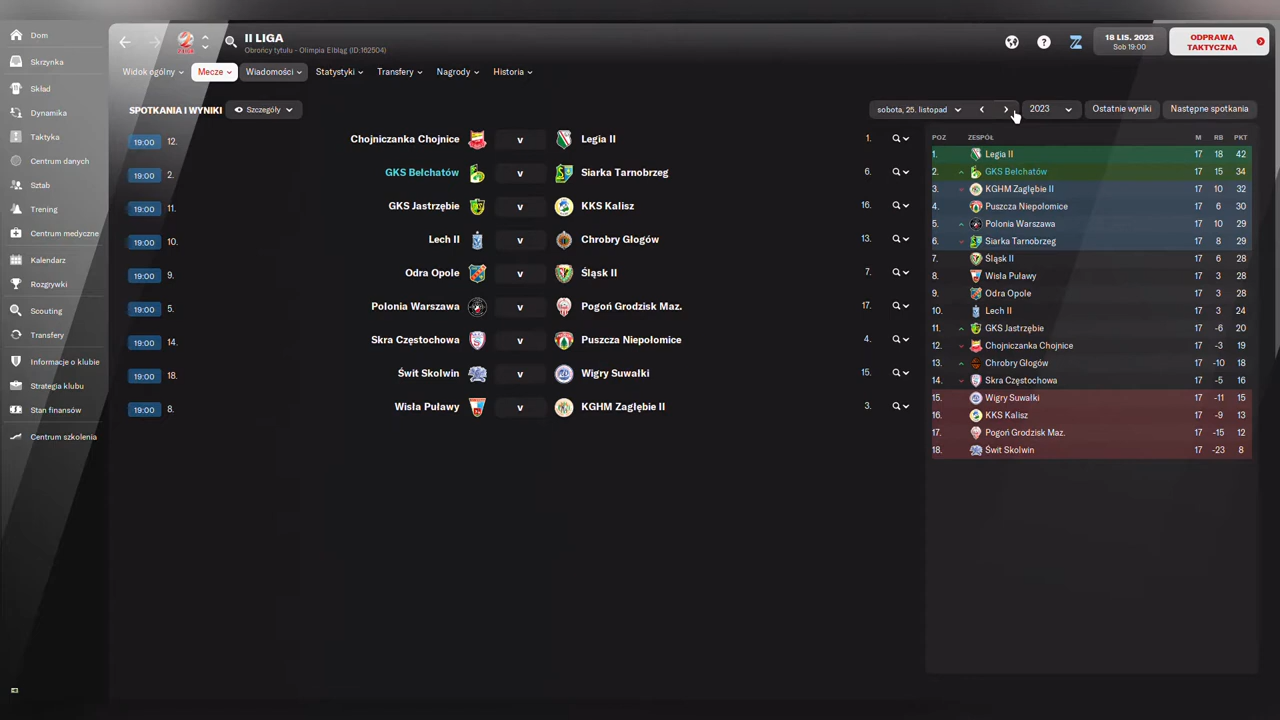 Dom
Skrzynka
Skład
Dynamika
Taktyka
Centrum danych
Sztab
Trening
Centrum medyczne
Kalendarz
Rozgrywki
Scouting
Transfery
Informacje o klubie
Strategia klubu
Stan finansów
Centrum szkolenia
II LIGA
Obrońcy tytułu - Olimpia Elbląg (ID:162504)
18 LIS. 2023
Sob 19:00
ODPRAWA
TAKTYCZNA
Widok ogólny Mecze Wiadomości Statystyki Transfery Nagrody Historia
SPOTKANIA I WYNIKI Szczegóły
sobota, 25. listopad 2023 Ostatnie wyniki Następne spotkania
19:00 12. Chojniczanka Chojnice v Legia II 1.
19:00 2. GKS Bełchatów v Siarka Tarnobrzeg 6.
19:00 11. GKS Jastrzębie v KKS Kalisz 16.
19:00 10. Lech II v Chrobry Głogów 13.
19:00 9. Odra Opole v Śląsk II 7.
19:00 5. Polonia Warszawa v Pogoń Grodzisk Maz. 17.
19:00 14. Skra Częstochowa v Puszcza Niepołomice 4.
19:00 18. Świt Skolwin v Wigry Suwałki 15.
19:00 8. Wisła Puławy v KGHM Zagłębie II 3.
POZ ZESPÓŁ M RB PKT
1. Legia II 17 18 42
2. GKS Bełchatów 17 15 34
3. KGHM Zagłębie II 17 10 32
4. Puszcza Niepołomice 17 6 30
5. Polonia Warszawa 17 10 29
6. Siarka Tarnobrzeg 17 8 29
7. Śląsk II 17 6 28
8. Wisła Puławy 17 3 28
9. Odra Opole 17 3 28
10. Lech II 17 3 24
11. GKS Jastrzębie 17 -6 20
12. Chojniczanka Chojnice 17 -3 19
13. Chrobry Głogów 17 -10 18
14. Skra Częstochowa 17 -5 16
15. Wigry Suwałki 17 -11 15
16. KKS Kalisz 17 -9 13
17. Pogoń Grodzisk Maz. 17 -15 12
18. Świt Skolwin 17 -23 8